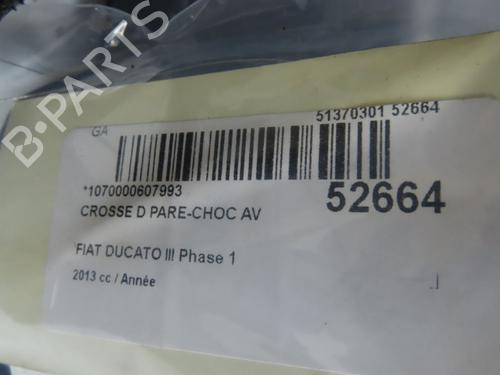 B-PARTS
GA
51370301 52664
*1070000607993
52664
CROSSE D PARE-CHOC AV
FIAT DUCATO III Phase 1
2013 cc / Année